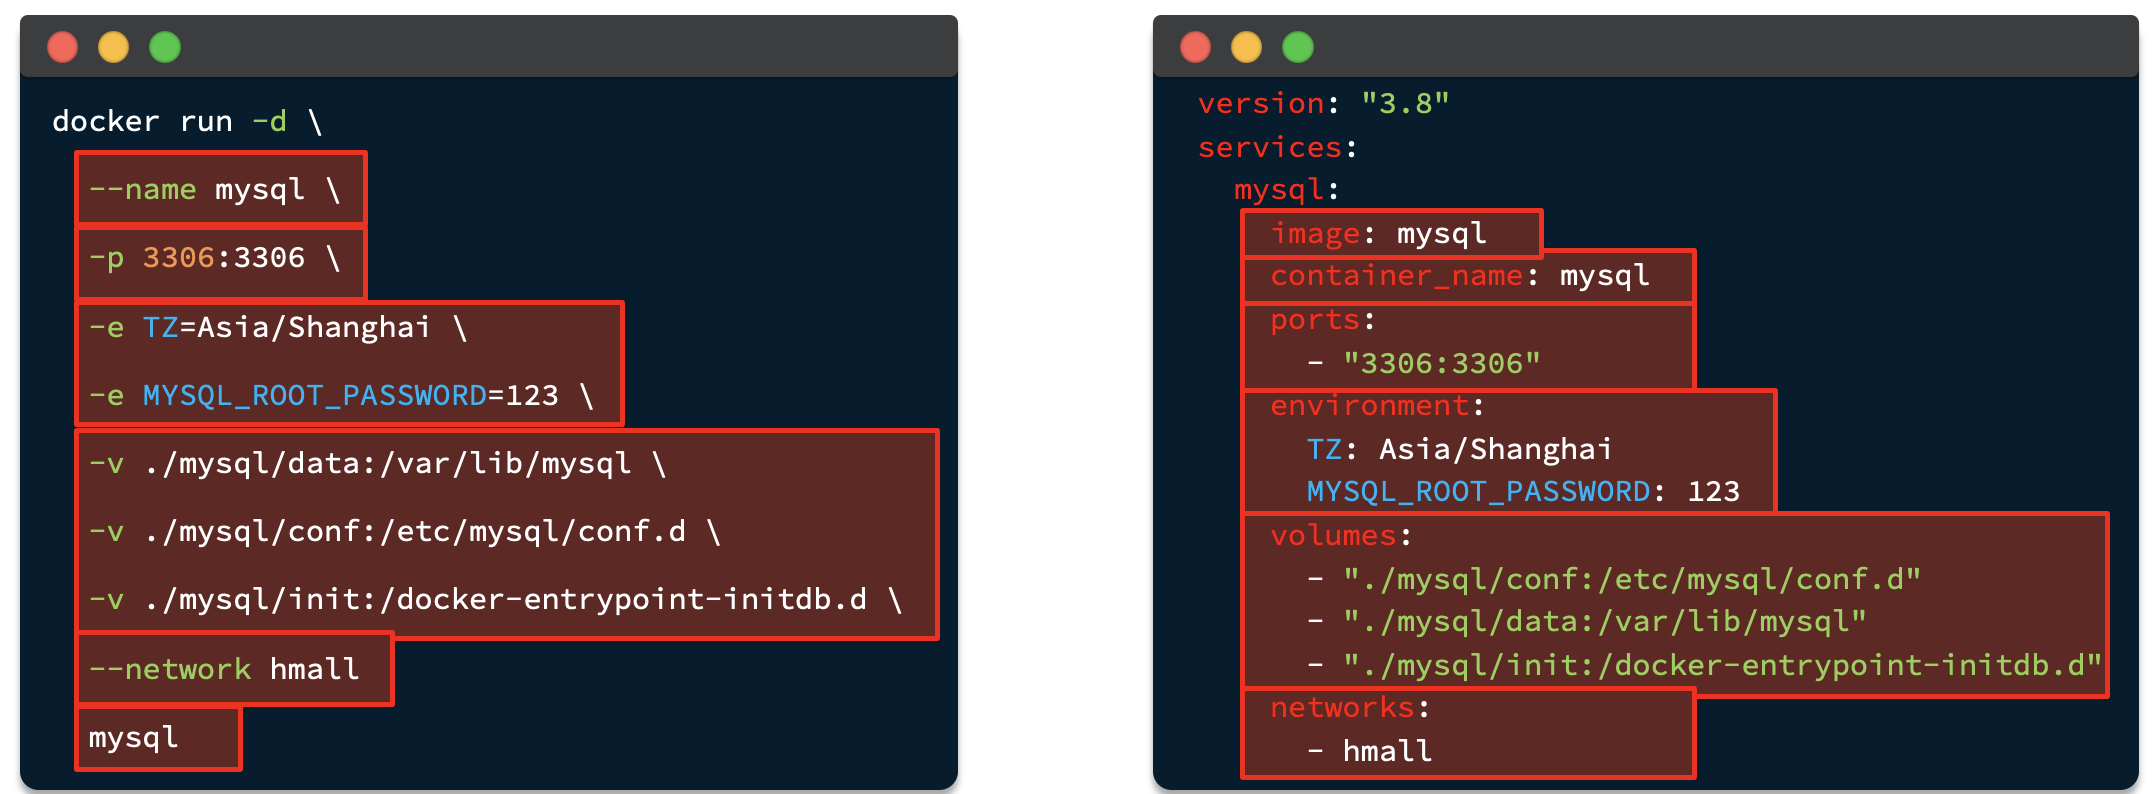 docker run -d \
--name mysql \
-p 3306:3306 \
-e TZ=Asia/Shanghai \
-e MYSQL_ROOT_PASSWORD=123 \
-v ./mysql/data:/var/lib/mysql \
-v ./mysql/conf:/etc/mysql/conf.d \
-v ./mysql/init:/docker-entrypoint-initdb.d \
--network hmall
mysql
version: "3.8"
services:
  mysql:
    image: mysql
    container_name: mysql
    ports:
      - "3306:3306"
    environment:
      TZ: Asia/Shanghai
      MYSQL_ROOT_PASSWORD: 123
    volumes:
      - "./mysql/conf:/etc/mysql/conf.d"
      - "./mysql/data:/var/lib/mysql"
      - "./mysql/init:/docker-entrypoint-initdb.d"
    networks:
      - hmall